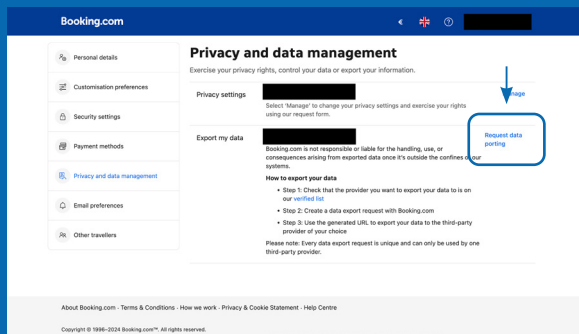 Booking.com
€
Personal details
Customisation preferences
Security settings
Payment methods
Privacy and data management
Email preferences
Other travellers
Privacy and data management
Exercise your privacy rights, control your data or export your information.
Privacy settings
Select ‘Manage’ to change your privacy settings and exercise your rights
using our request form.
Export my data
Request data
porting
Booking.com is not responsible or liable for the handling, use, or
consequences arising from exported data once it's outside the confines of our
systems.
How to export your data
• Step 1: Check that the provider you want to export your data to is on
our verified list
• Step 2: Create a data export request with Booking.com
• Step 3: Use the generated URL to export your data to the third-party
provider of your choice
Please note: Every data export request is unique and can only be used by one
third-party provider.
About Booking.com - Terms & Conditions - How we work - Privacy & Cookie Statement - Help Centre
Copyright © 1996–2024 Booking.com™. All rights reserved.